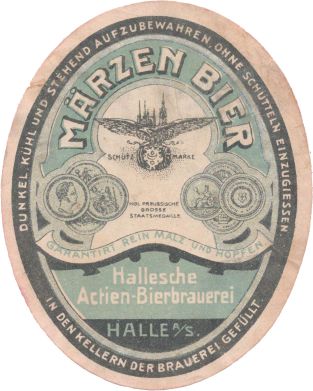 DUNKEL, KÜHL UND STEHEND AUFZUBEWAHREN, OHNE SCHÜTTELN EINZUGIESSEN
MÄRZEN BIER
SCHUTZ MARKE
KGL. PREUSSISCHE
GROSSE
STAATSMEDAILLE
GARANTIRT REIN MALZ UND HOPFEN
Hallesche
Actien-Bierbrauerei
HALLE A/S.
IN DEN KELLERN DER BRAUEREI GEFÜLLT